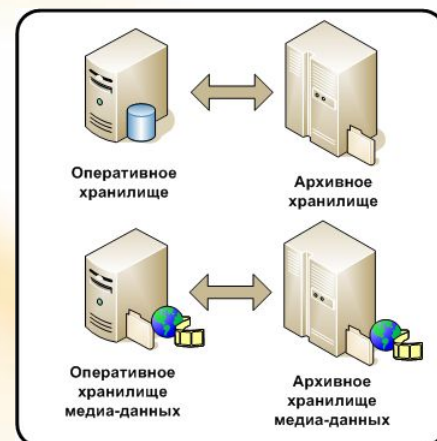 Оперативное
хранилище
Архивное
хранилище
Оперативное
хранилище
медиа-данных
Архивное
хранилище
медиа-данных